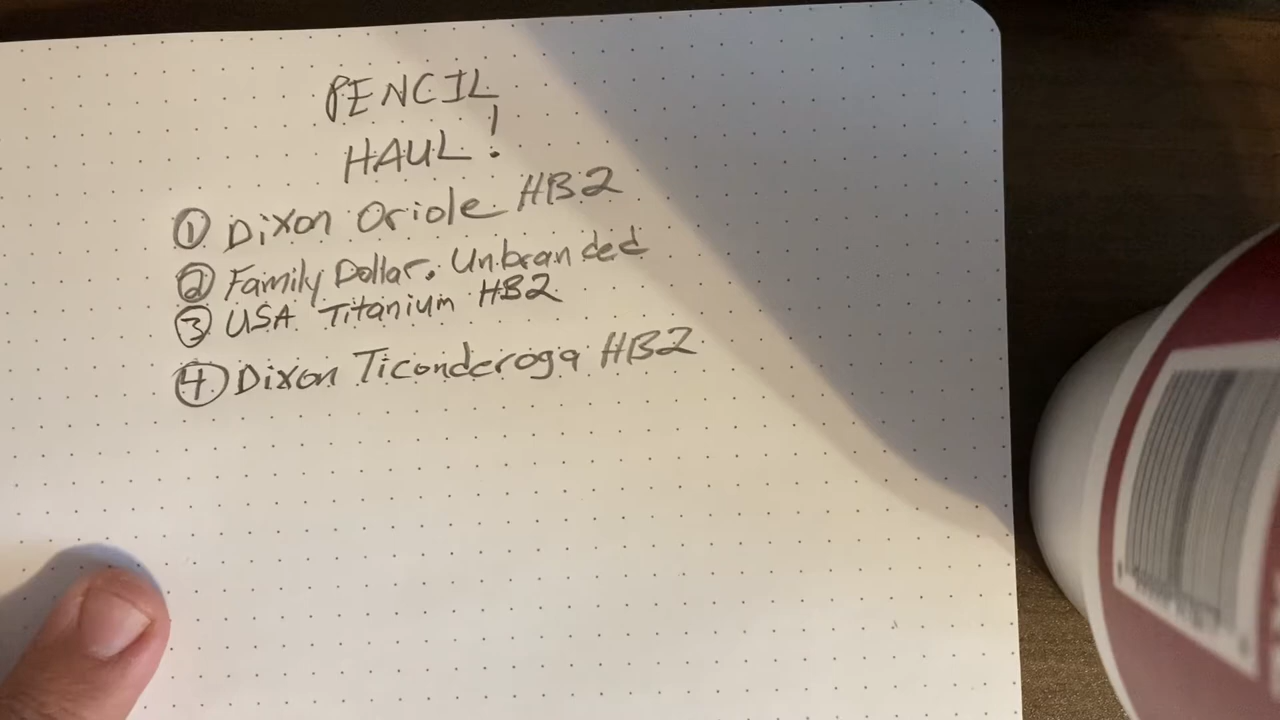 PENCIL
HAUL!
① Dixon Oriole HB2
② Family Dollar. Unbranded
③ USA Titanium HB2
④ Dixon Ticonderoga HB2